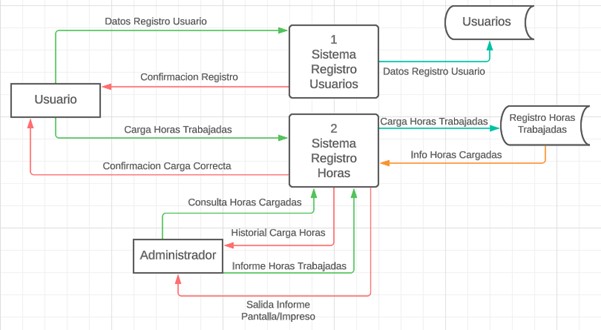 Datos Registro Usuario
Usuarios
1
Sistema
Registro
Usuarios
Datos Registro Usuario
Confirmacion Registro
Usuario
Carga Horas Trabajadas
2
Sistema
Registro
Horas
Carga Horas Trabajadas
Registro Horas
Trabajadas
Info Horas Cargadas
Confirmacion Carga Correcta
Consulta Horas Cargadas
Historial Carga Horas
Administrador
Informe Horas Trabajadas
Salida Informe
Pantalla/Impreso